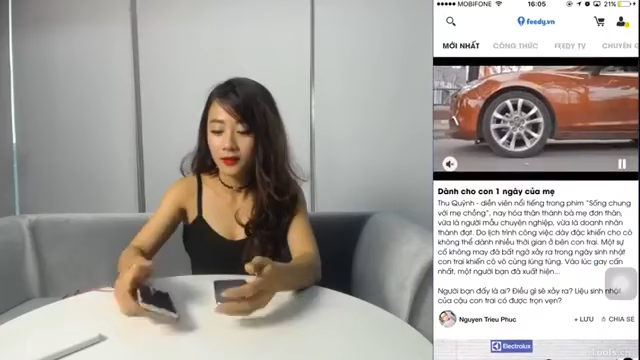 MOBIFONE
16:05
21%
feedy.vn
MỚI NHẤT
CÔNG THỨC
FEEDY TV
CHUYÊN
Dành cho con 1 ngày của mẹ
Thu Quỳnh - diễn viên nổi tiếng trong phim "Sống chung
với mẹ chồng", nay hóa thân thành bà mẹ đơn thân,
vừa là người mẫu chuyên nghiệp, vừa là doanh nhân
thành đạt. Do lịch trình công việc dày đặc khiến cho cô
không thể dành nhiều thời gian ở bên con trai. Một sự
cố không may đã bất ngờ xảy ra trong ngày sinh nhật
con trai khiến cô vô cùng lúng túng. Vào lúc gay cấn
nhất, một người bạn đã xuất hiện...
Người bạn đấy là ai? Điều gì sẽ xảy ra? Liệu sinh nhật
của cậu con trai có được trọn vẹn?
Nguyen Trieu Phuc
+ LƯU
CHIA SẺ
Electrolux